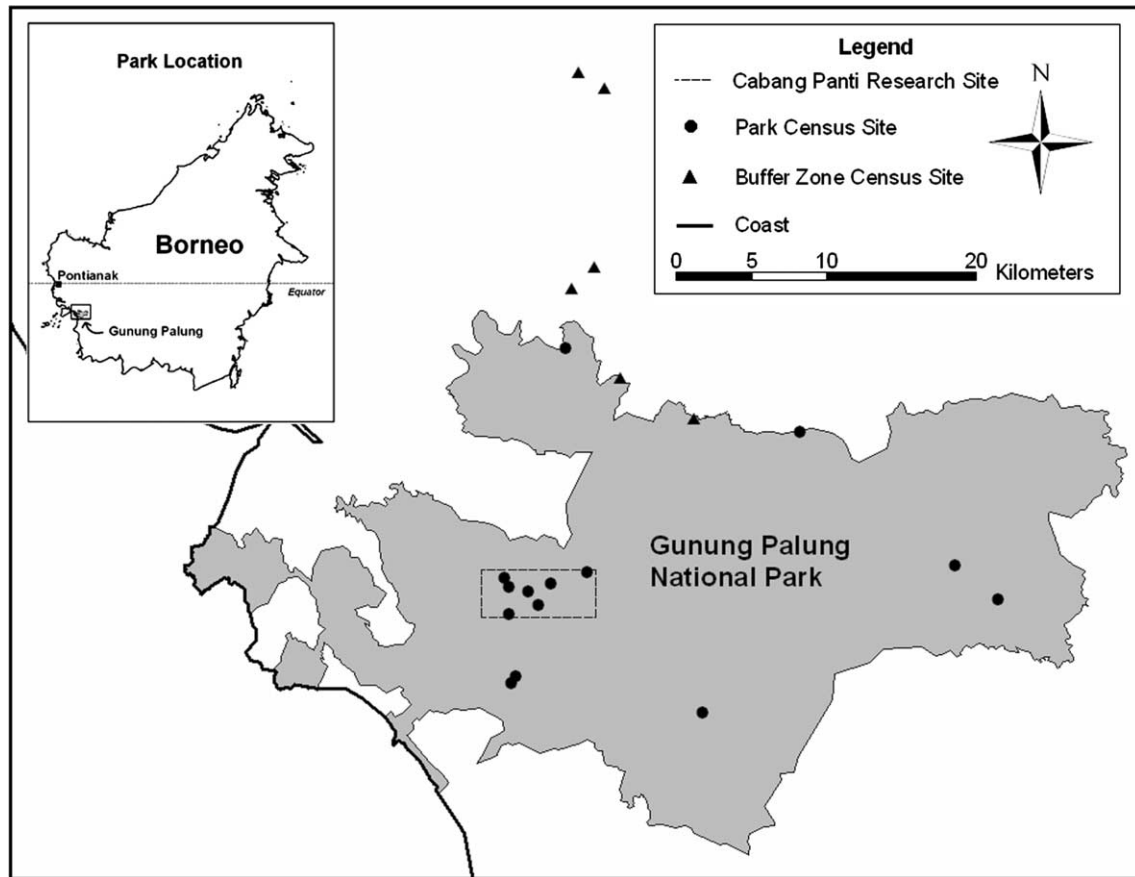 Park Location
Borneo
Pontianak
Equator
Gunung Palung
Legend
Cabang Panti Research Site
Park Census Site
Buffer Zone Census Site
Coast
0 5 10 20
Kilometers
N
Gunung Palung
National Park